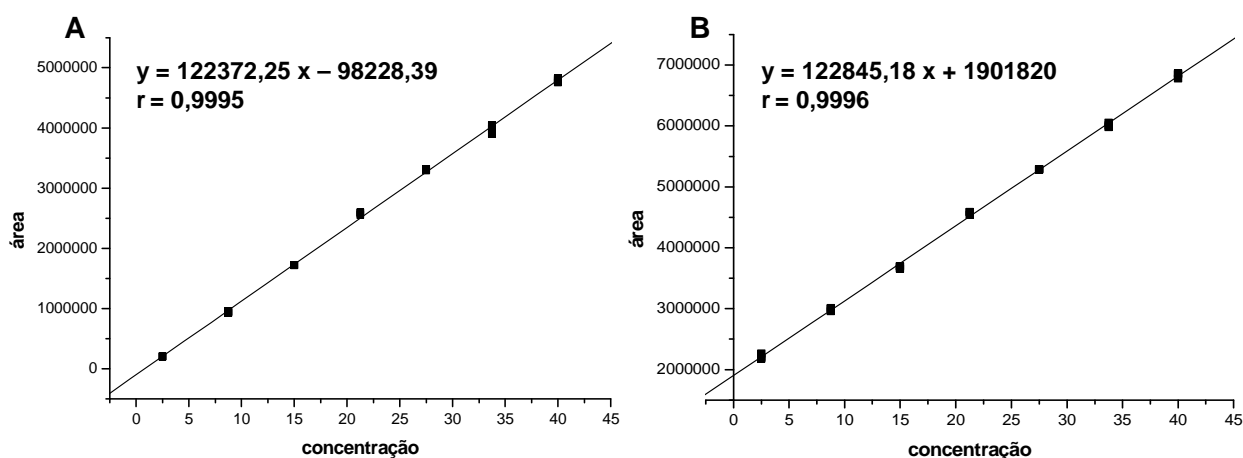 A
y = 122372,25 x – 98228,39
r = 0,9995
5000000
4000000
3000000
2000000
1000000
0
área
0 5 10 15 20 25 30 35 40 45
concentração
B
y = 122845,18 x + 1901820
r = 0,9996
7000000
6000000
5000000
4000000
3000000
2000000
área
0 5 10 15 20 25 30 35 40 45
concentração